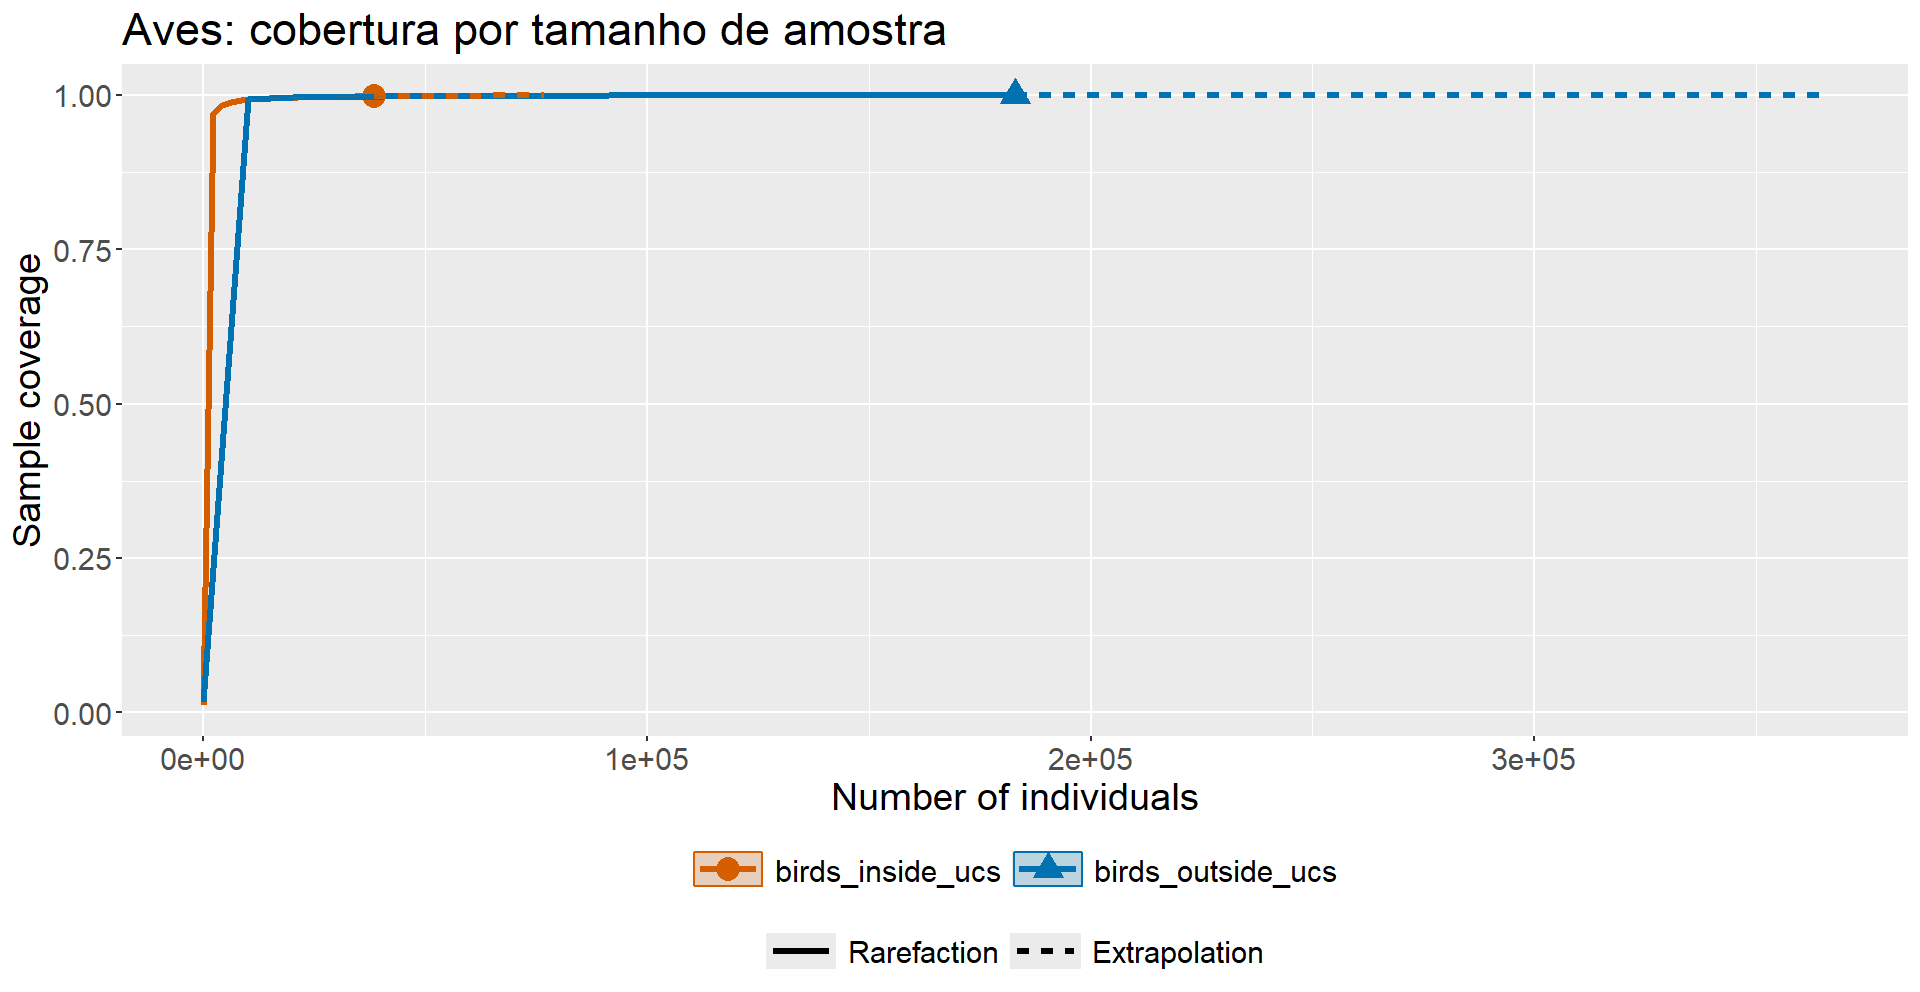 Aves: cobertura por tamanho de amostra
Sample coverage
1.00
0.75
0.50
0.25
0.00
0e+00 1e+05 2e+05 3e+05
Number of individuals
birds_inside_ucs birds_outside_ucs
Rarefaction Extrapolation